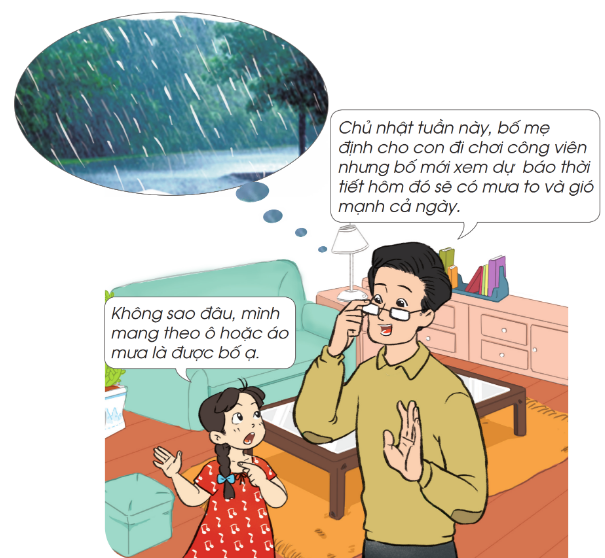 Chủ nhật tuần này, bố mẹ
định cho con đi chơi công viên
nhưng bố mới xem dự báo thời
tiết hôm đó sẽ có mưa to và gió
mạnh cả ngày.
Không sao đâu, mình
mang theo ô hoặc áo
mưa là được bố ạ.